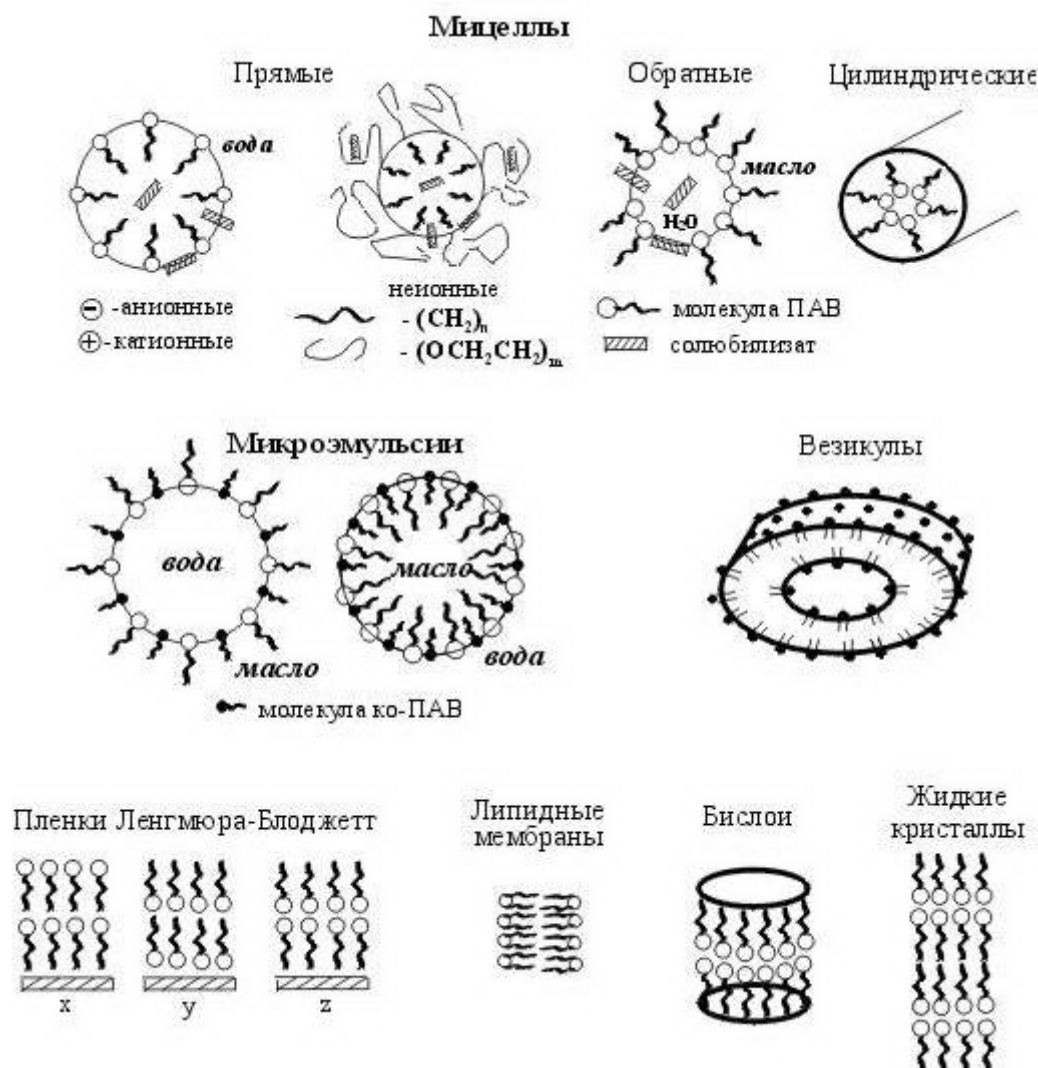 Мицеллы
Прямые
Обратные
Цилиндрические
вода
масло
H₂O
⊖ -анионные
⊕-катионные
неионные
- (CH₂)ₙ
- (OCH₂CH₂)ₘ
молекула ПАВ
солюбилизат
Микроэмульсии
Везикулы
вода
масло
масло
вода
молекула ко-ПАВ
Пленки Ленгмюра-Блоджетт
Липидные
мембраны
Бислои
Жидкие
кристаллы
x
y
z